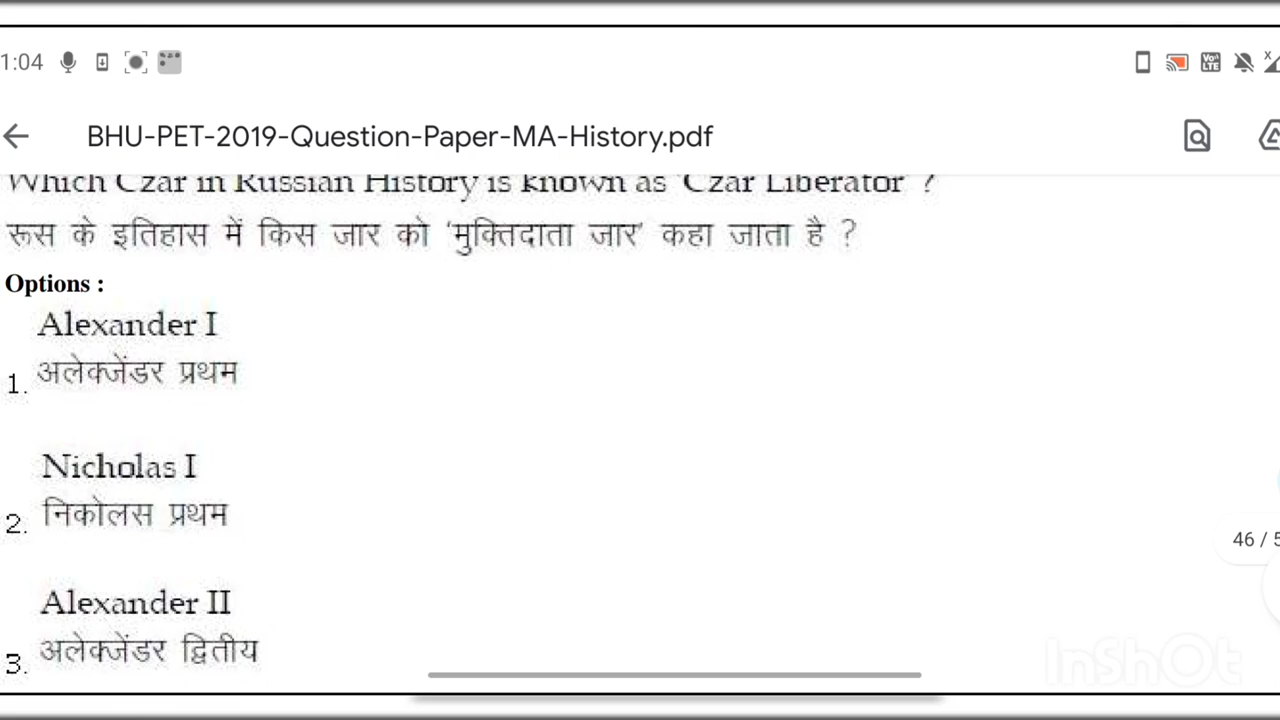 1:04
BHU-PET-2019-Question-Paper-MA-History.pdf
Which Czar in Russian History is known as 'Czar Liberator' ?
रूस के इतिहास में किस जार को 'मुक्तिदाता जार' कहा जाता है ?
Options :
Alexander I
1. अलेक्जेंडर प्रथम
Nicholas I
2. निकोलस प्रथम
46 / 5
Alexander II
3. अलेक्जेंडर द्वितीय
InShOt